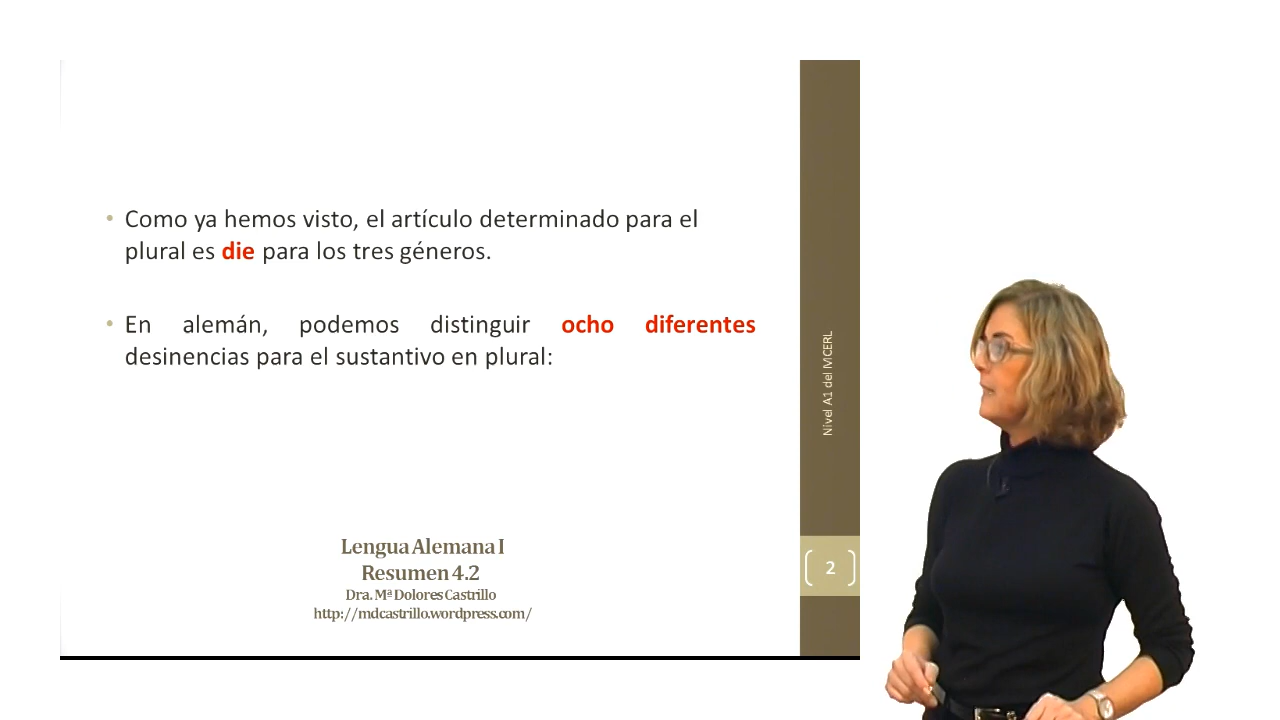 • Como ya hemos visto, el artículo determinado para el
plural es die para los tres géneros.
• En alemán, podemos distinguir ocho diferentes
desinencias para el sustantivo en plural:
Nivel A1 del MCERL
Lengua Alemana I
Resumen 4.2
Dra. Mª Dolores Castrillo
http://mdcastrillo.wordpress.com/
2